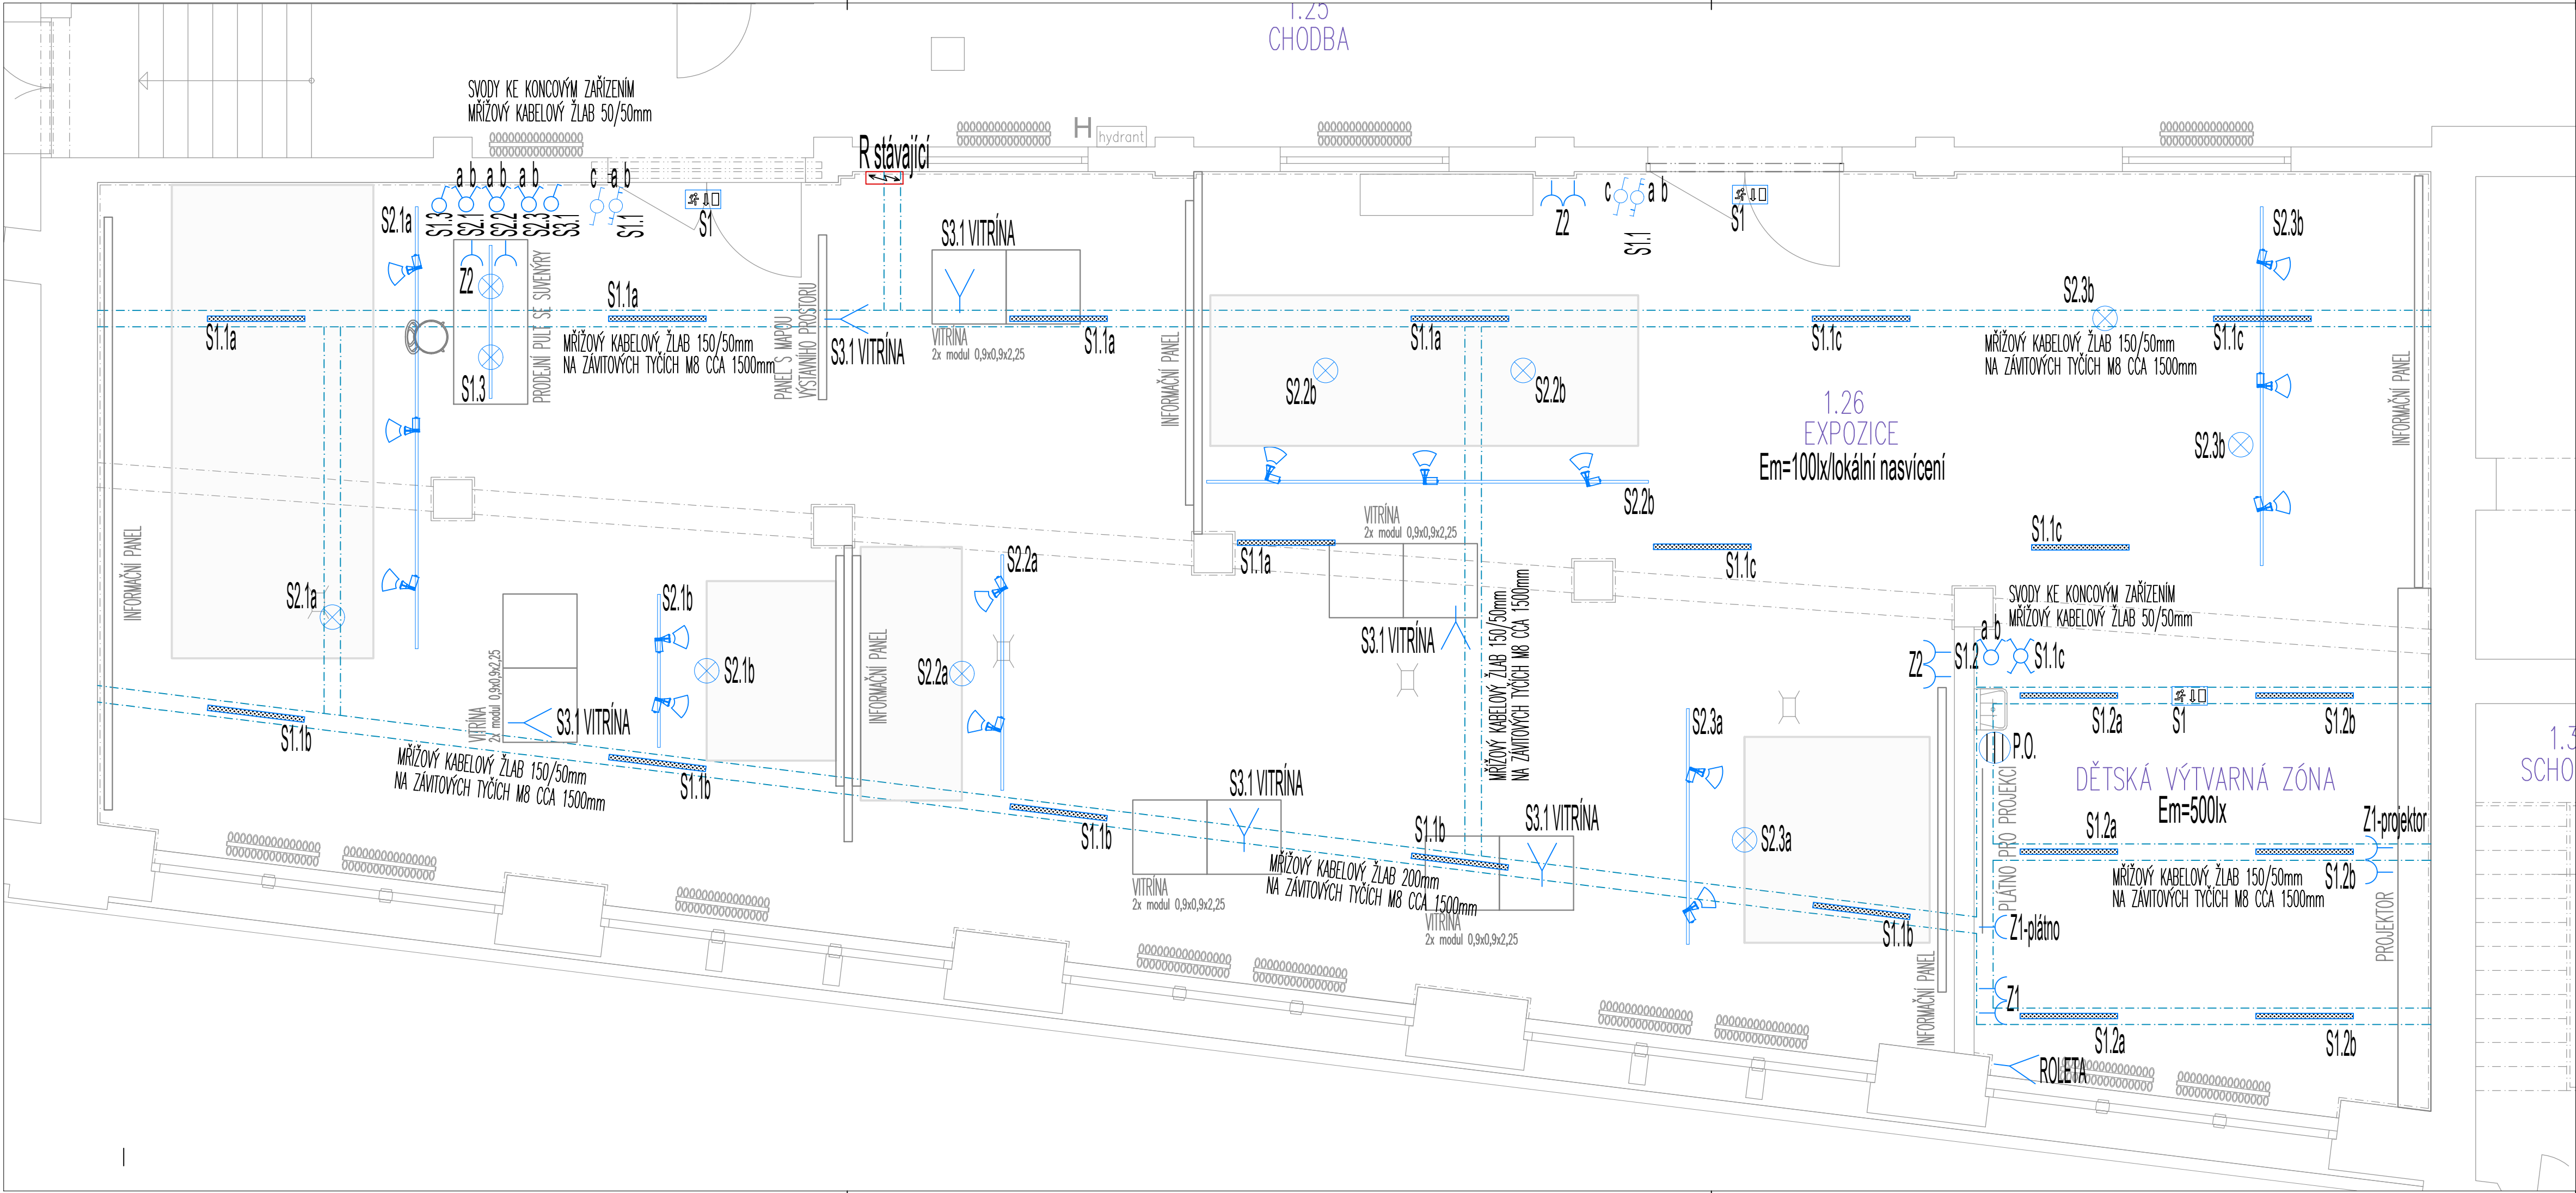 1.25
CHODBA
SVODY KE KONCOVÝM ZAŘÍZENÍM
MŘÍŽOVÝ KABELOVÝ ŽLAB 50/50mm
H
hydrant
R stávající
a b
a b
a b
c
a b
S1.3
S2.1
S2.2
S2.3
S3.1
S1.1
S1
S2.1a
Z2
S1.3
PRODEJNÍ PULT SE SUVENÝRY
S1.1a
S1.1a
MŘÍŽOVÝ KABELOVÝ ŽLAB 150/50mm
NA ZÁVITOVÝCH TYČÍCH M8 CCA 1500mm
PANEL S MAPOU
VÝSTAVNÍHO PROSTORU
S3.1 VITRÍNA
S3.1 VITRÍNA
VITRÍNA
2x modul 0,9x0,9x2,25
S1.1a
INFORMAČNÍ PANEL
Z2
c
a b
S1.1
S1
S1.1a
S2.2b
S2.2b
S2.2b
S1.1c
1.26
EXPOZICE
Em=100lx/lokální nasvícení
S2.3b
S2.3b
MŘÍŽOVÝ KABELOVÝ ŽLAB 150/50mm
NA ZÁVITOVÝCH TYČÍCH M8 CCA 1500mm
S1.1c
S2.3b
INFORMAČNÍ PANEL
INFORMAČNÍ PANEL
S2.1a
S2.1b
S2.1b
VITRÍNA
2x modul 0,9x0,9x2,25
S3.1 VITRÍNA
S1.1b
MŘÍŽOVÝ KABELOVÝ ŽLAB 150/50mm
NA ZÁVITOVÝCH TYČÍCH M8 CCA 1500mm
S1.1b
INFORMAČNÍ PANEL
S2.2a
S2.2a
S1.1b
S1.1a
VITRÍNA
2x modul 0,9x0,9x2,25
S3.1 VITRÍNA
MŘÍŽOVÝ KABELOVÝ ŽLAB 150/50mm
NA ZÁVITOVÝCH TYČÍCH M8 CCA 1500mm
S1.1c
S1.1c
SVODY KE KONCOVÝM ZAŘÍZENÍM
MŘÍŽOVÝ KABELOVÝ ŽLAB 50/50mm
a b
Z2
S1.2
S1.1c
S2.3a
S2.3a
S3.1 VITRÍNA
VITRÍNA
2x modul 0,9x0,9x2,25
S1.1b
S3.1 VITRÍNA
MŘÍŽOVÝ KABELOVÝ ŽLAB 200mm
NA ZÁVITOVÝCH TYČÍCH M8 CCA 1500mm
VITRÍNA
2x modul 0,9x0,9x2,25
S1.1b
INFORMAČNÍ PANEL
S1.2a
S1
S1.2b
P.O.
PLÁTNO PRO PROJEKCI
DĚTSKÁ VÝTVARNÁ ZÓNA
Em=500lx
S1.2a
Z1-projektor
S1.2b
MŘÍŽOVÝ KABELOVÝ ŽLAB 150/50mm
NA ZÁVITOVÝCH TYČÍCH M8 CCA 1500mm
PROJEKTOR
Z1-plátno
Z1
S1.2a
S1.2b
ROLETA
1.3
SCHO